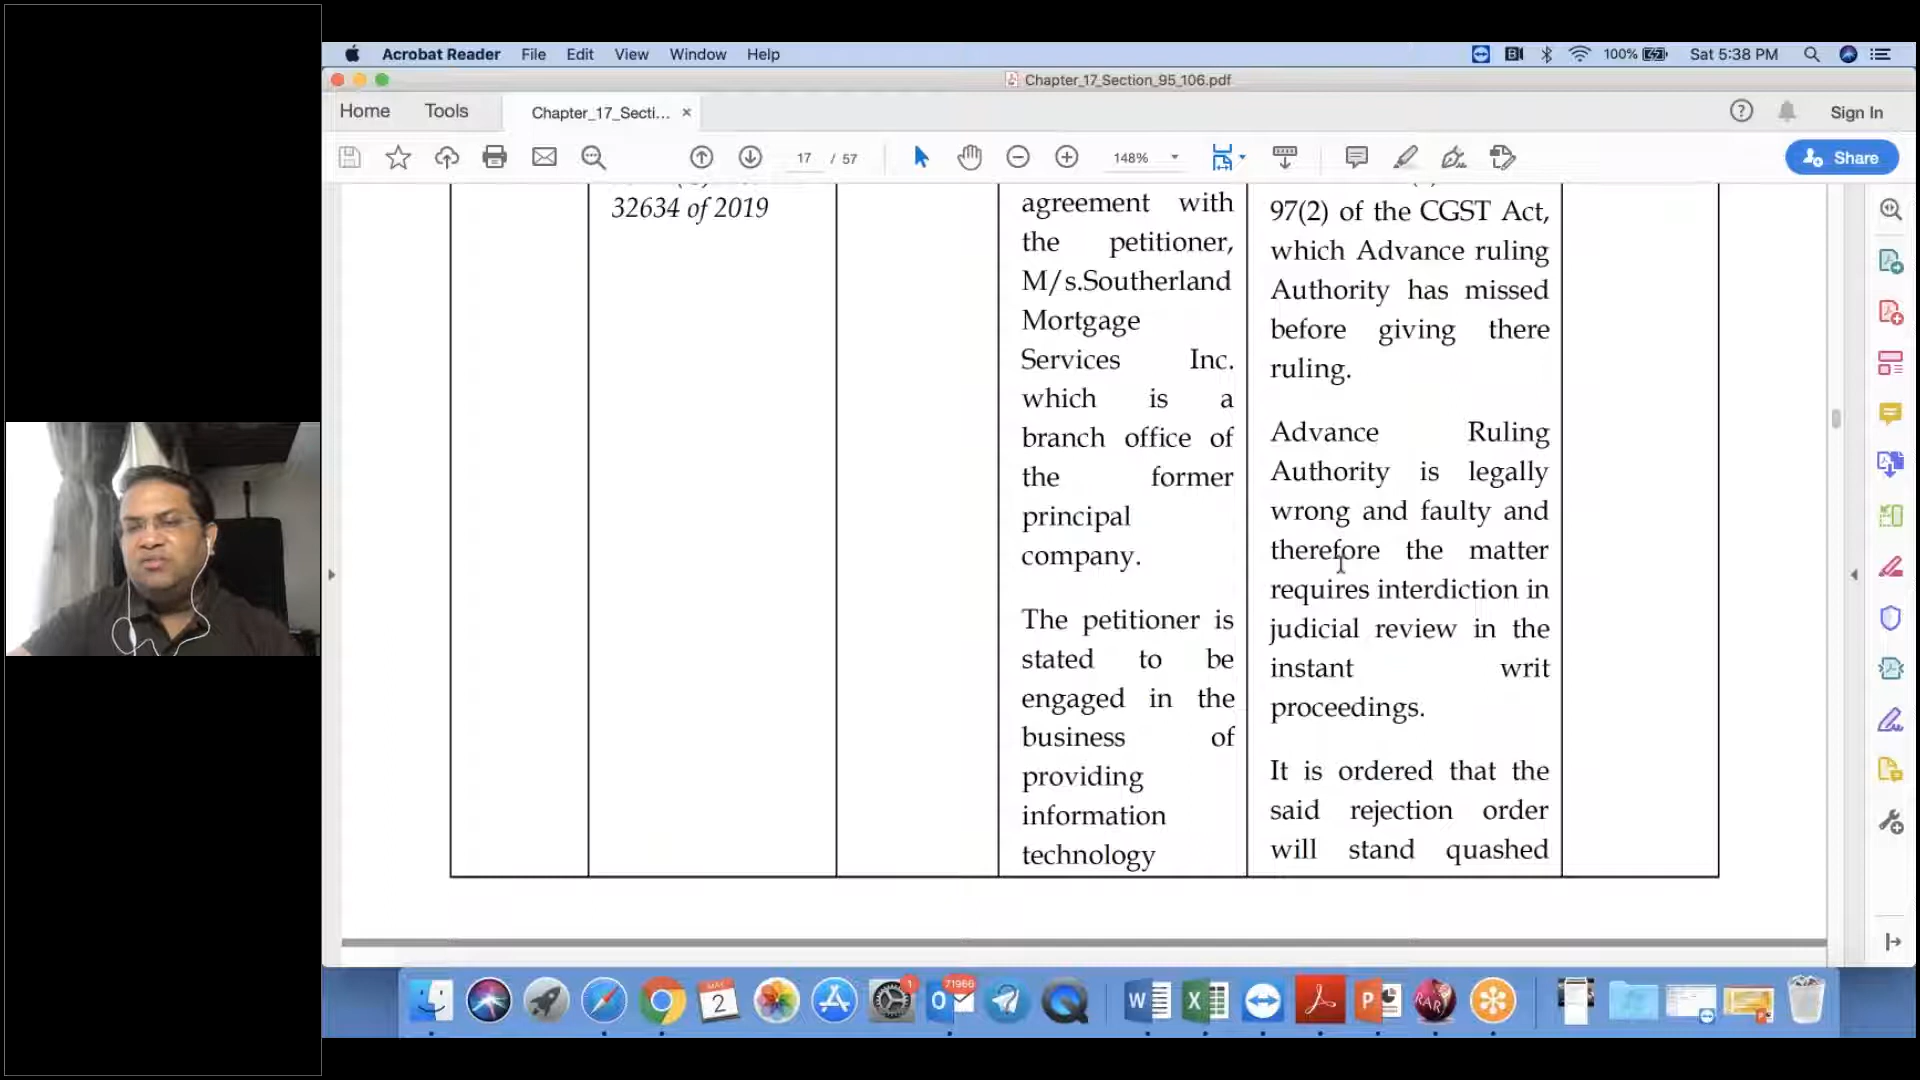 Acrobat Reader File Edit View Window Help
100% Sat 5:38 PM
Chapter_17_Section_95_106.pdf
Home Tools Chapter_17_Secti... × Sign In
17 / 57 148% Share
32634 of 2019
agreement with
the petitioner,
M/s.Southerland
Mortgage
Services Inc.
which is a
branch office of
the former
principal
company.
The petitioner is
stated to be
engaged in the
business of
providing
information
technology
97(2) of the CGST Act,
which Advance ruling
Authority has missed
before giving there
ruling.
Advance Ruling
Authority is legally
wrong and faulty and
therefore the matter
requires interdiction in
judicial review in the
instant writ
proceedings.
It is ordered that the
said rejection order
will stand quashed
MAY
2
1
71966
W
X
P
RAR